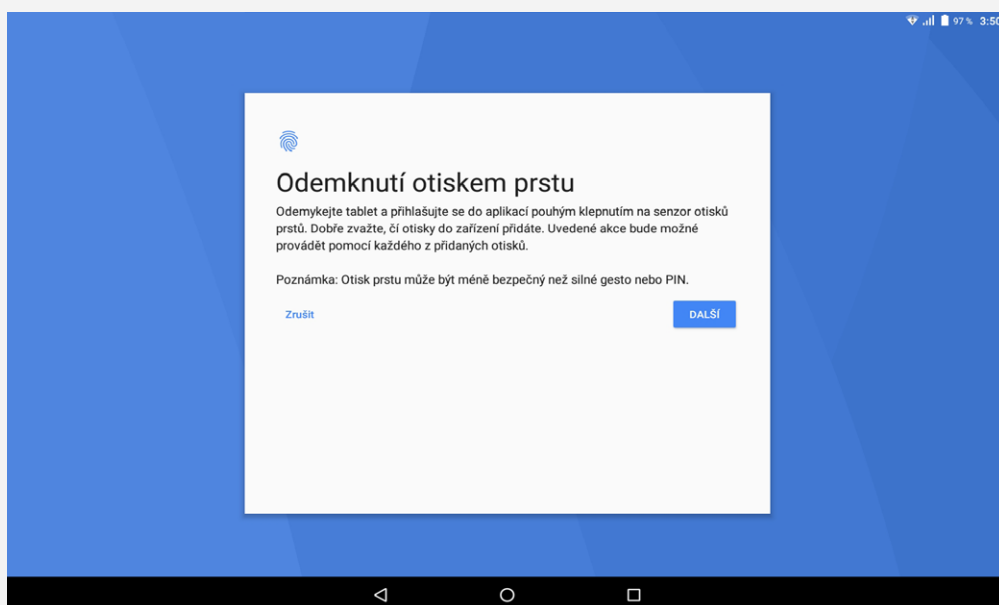 97 % 3:50
Odemknutí otiskem prstu
Odemykejte tablet a přihlašujte se do aplikací pouhým klepnutím na senzor otisků
prstů. Dobře zvažte, čí otisky do zařízení přidáte. Uvedené akce bude možné
provádět pomocí každého z přidaných otisků.
Poznámka: Otisk prstu může být méně bezpečný než silné gesto nebo PIN.
Zrušit DALŠÍ